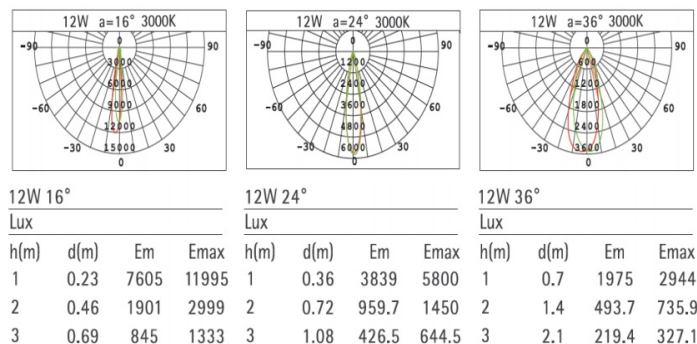 12W a=16° 3000K
-90 0 90
3000
6000
-60 9000 60
12000
-30 15000 30
0
12W 16°
Lux
h(m) d(m) Em Emax
1 0.23 7605 11995
2 0.46 1901 2999
3 0.69 845 1333
12W a=24° 3000K
-90 0 90
1200
2400
-60 3600 60
4800
-30 6000 30
0
12W 24°
Lux
h(m) d(m) Em Emax
1 0.36 3839 5800
2 0.72 959.7 1450
3 1.08 426.5 644.5
12W a=36° 3000K
-90 0 90
600
1200
-60 1800 60
2400
-30 3600 30
0
12W 36°
Lux
h(m) d(m) Em Emax
1 0.7 1975 2944
2 1.4 493.7 735.9
3 2.1 219.4 327.1